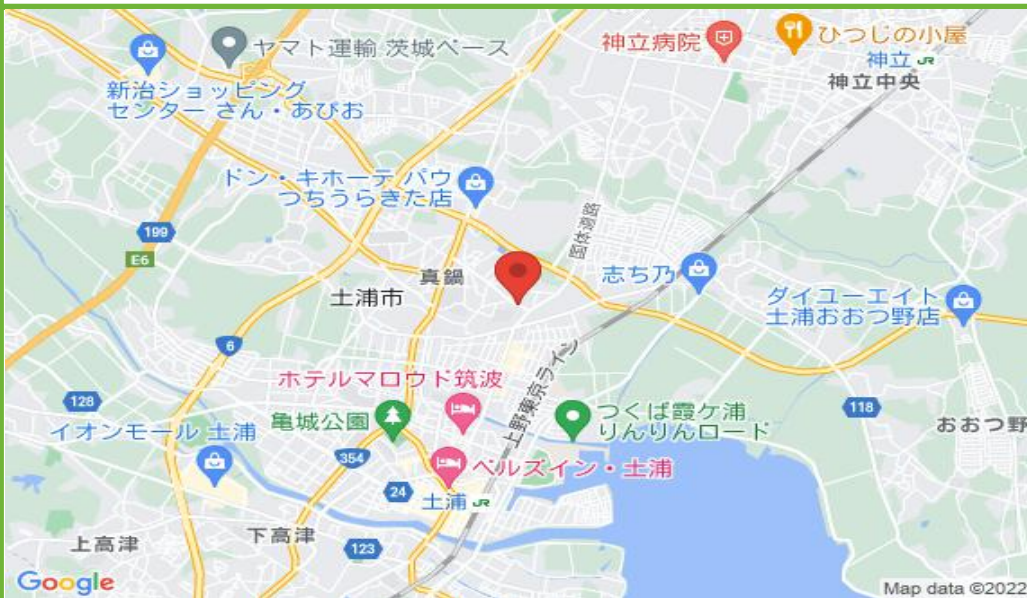 ヤマト運輸 茨城ベース
神立病院
ひつじの小屋
神立 JR
神立中央
新治ショッピング
センター さん・あぴお
ドン・キホーテ パウ
つちうらきた店
国体道路
199
E6
真鍋
志ち乃
土浦市
ダイユーエイト
土浦おおつ野店
6
上野東京ライン
ホテルマロウド筑波
128
亀城公園
つくば霞ケ浦
りんりんロード
118
おおつ野
イオンモール 土浦
354
ベルズイン・土浦
24
土浦 JR
下高津
上高津
123
Google
Map data ©2022